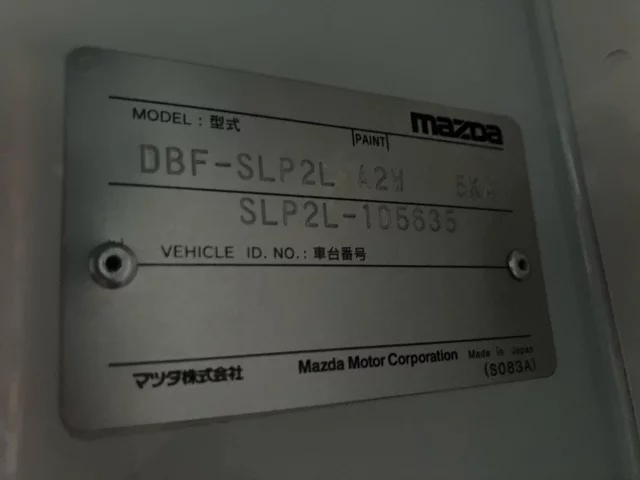 mazda
MODEL : 型式
PAINT
DBF-SLP2L A2W
SLP2L-105635
VEHICLE ID. NO. : 車台番号
マツダ株式会社 Mazda Motor Corporation Made in Japan
(S083A)